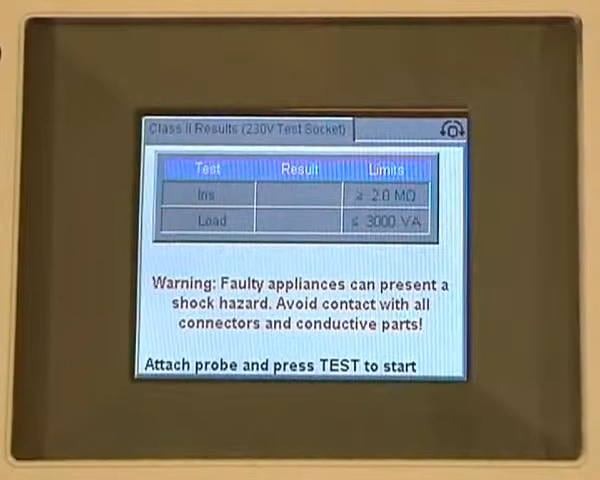 Class II Results (230V Test Socket)
Test Result Limits
Ins ≥ 2.0 MΩ
Load ≤ 3000 VA
Warning: Faulty appliances can present a
shock hazard. Avoid contact with all
connectors and conductive parts!
Attach probe and press TEST to start